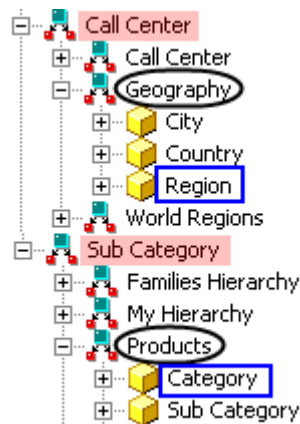 Call Center
Call Center
Geography
City
Country
Region
World Regions
Sub Category
Families Hierarchy
My Hierarchy
Products
Category
Sub Category